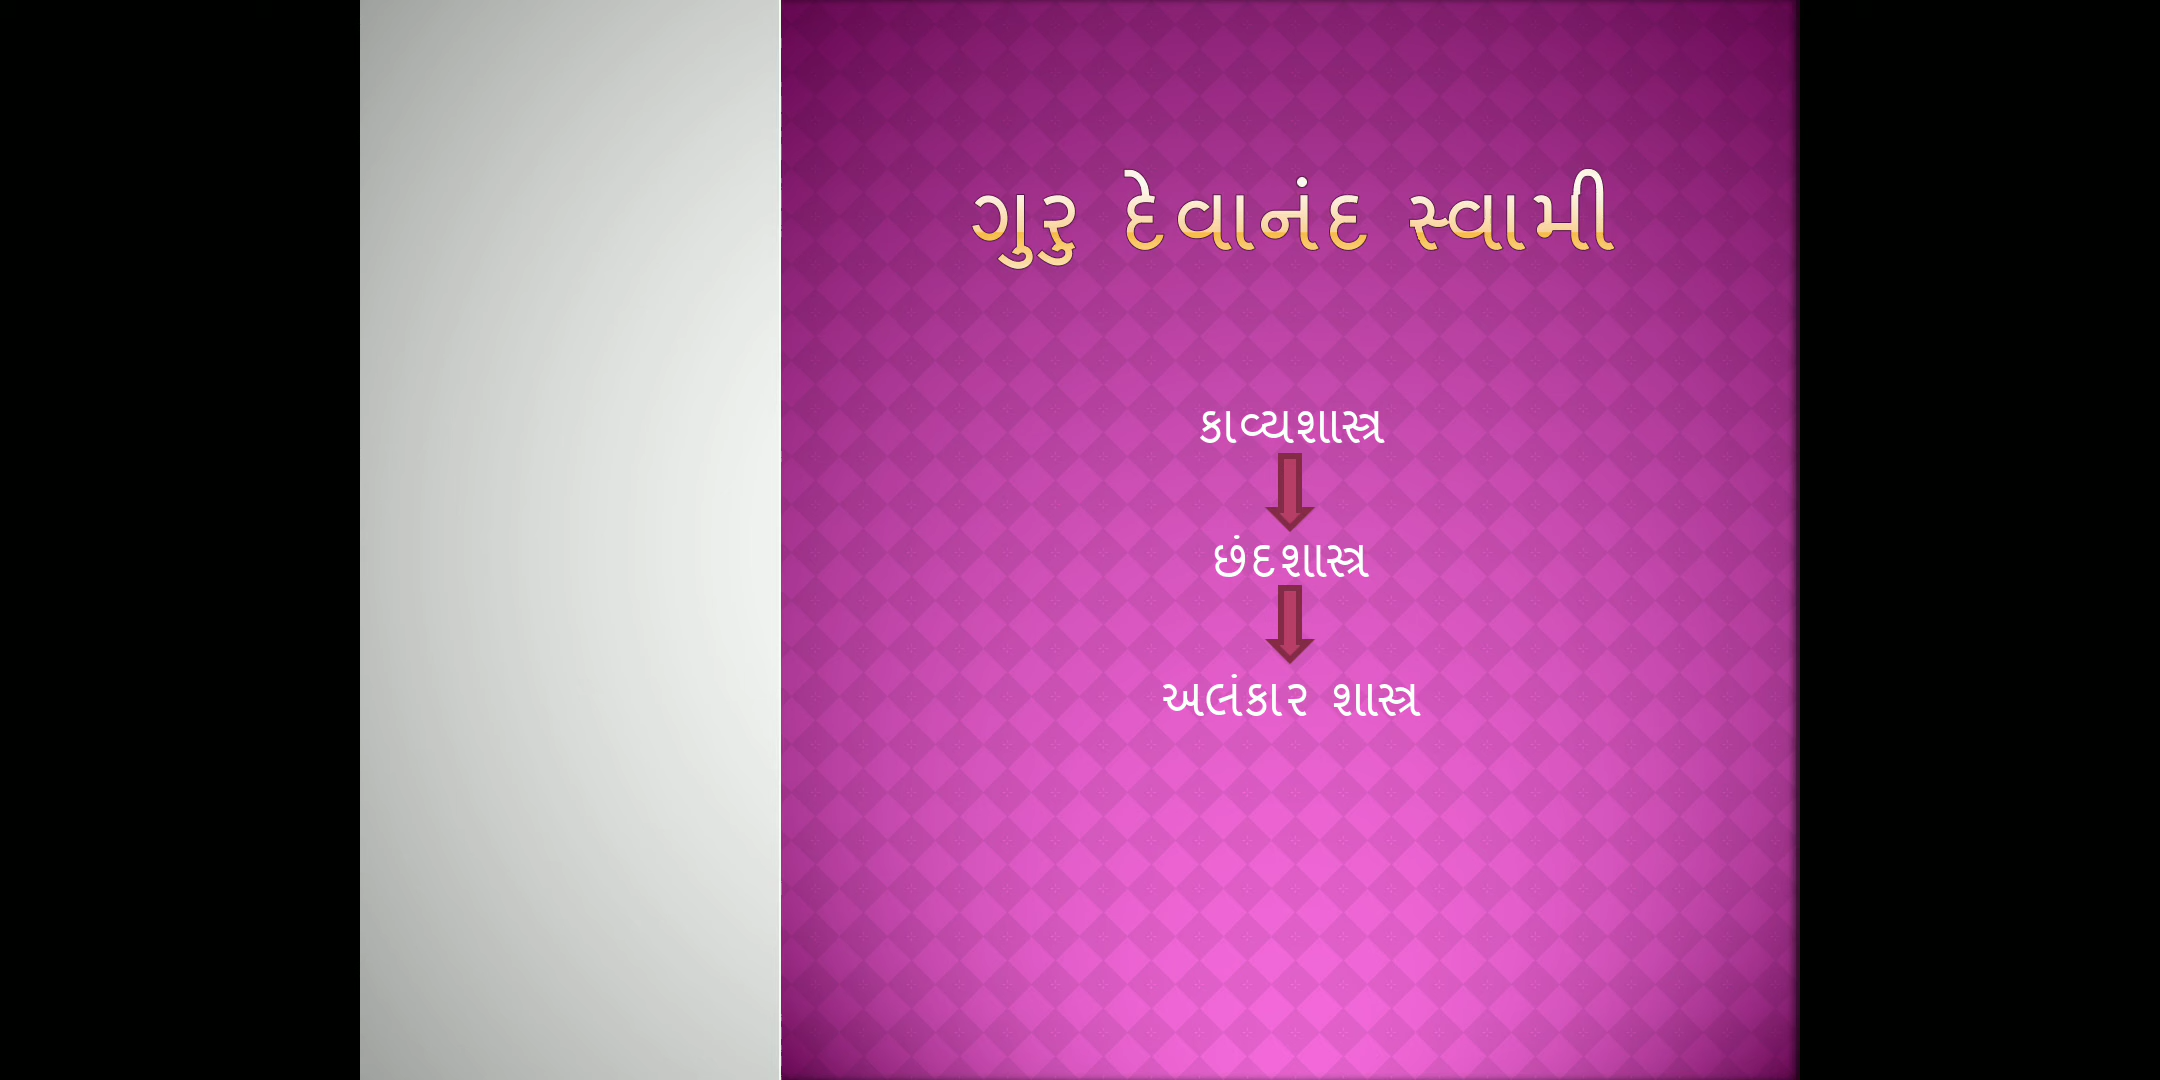 ગુરુ દેવાનંદ સ્વામી
કાવ્યશાસ્ત્ર
છંદશાસ્ત્ર
અલંકાર શાસ્ત્ર